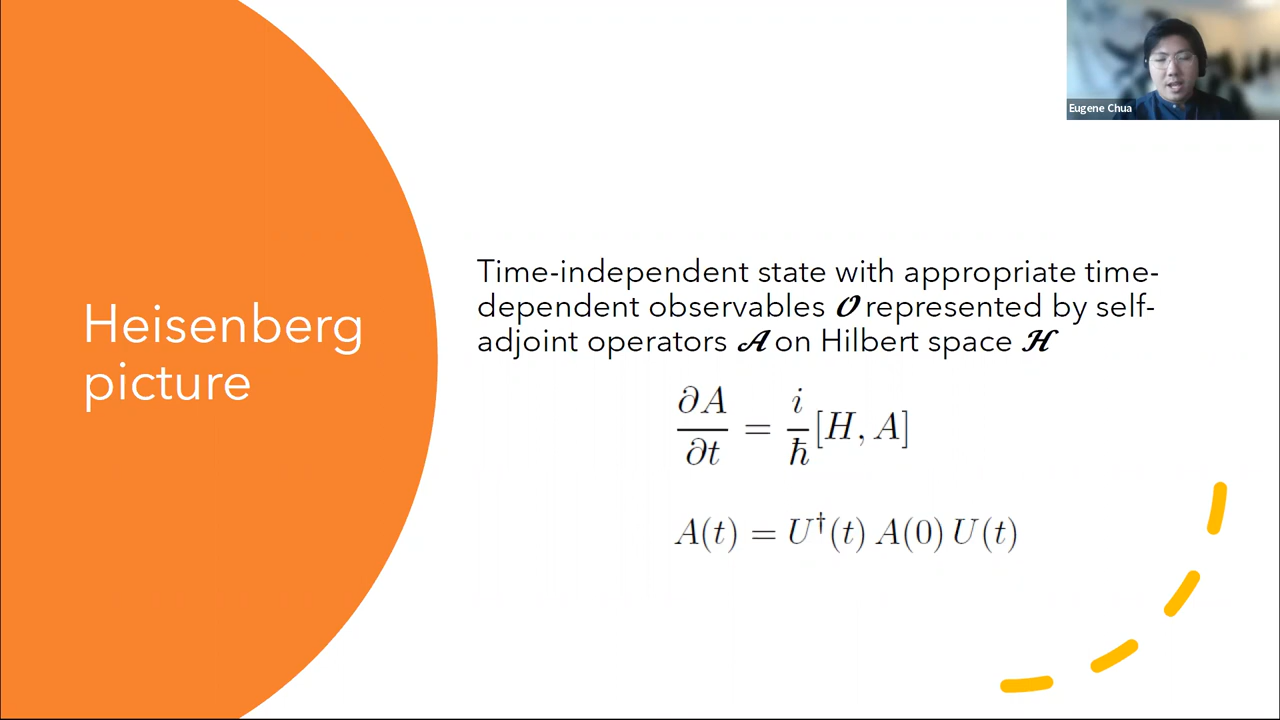 Eugene Chua
Heisenberg
picture
Time-independent state with appropriate time-
dependent observables 𝓞 represented by self-
adjoint operators 𝓐 on Hilbert space 𝓗
∂A/∂t = i/ħ [H, A]
A(t) = U†(t) A(0) U(t)